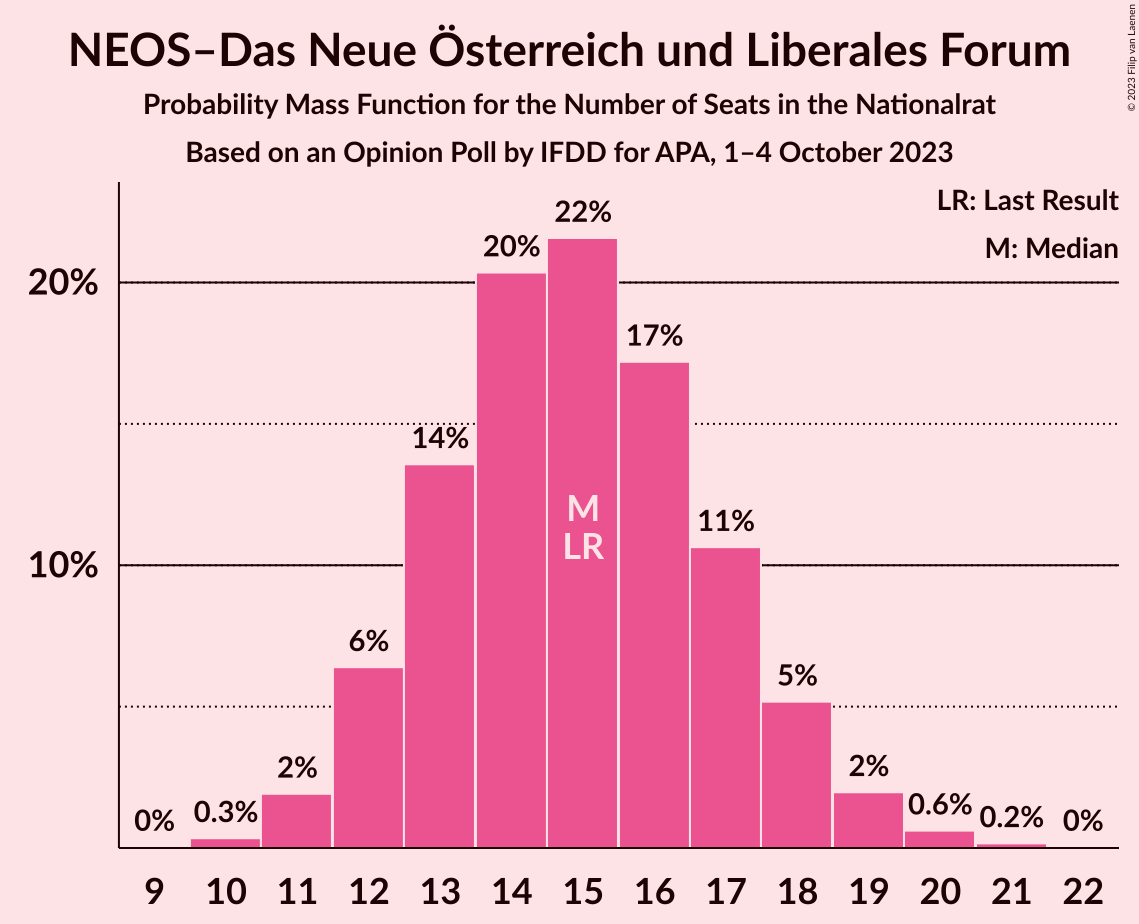 NEOS–Das Neue Österreich und Liberales Forum
Probability Mass Function for the Number of Seats in the Nationalrat
Based on an Opinion Poll by IFDD for APA, 1–4 October 2023
© 2023 Filip van Laenen
LR: Last Result
M: Median
20%
10%
0%
0.3%
2%
6%
14%
20%
22%
17%
11%
5%
2%
0.6%
0.2%
0%
M
LR
9 10 11 12 13 14 15 16 17 18 19 20 21 22